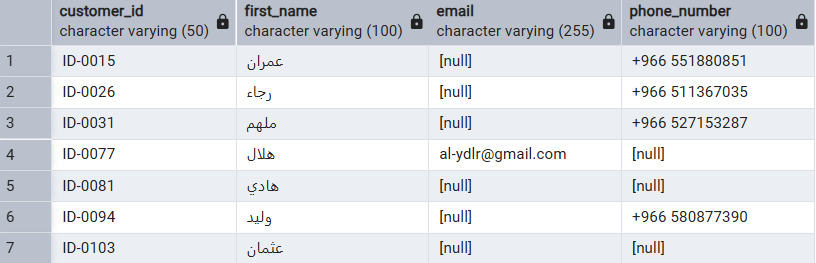 customer_id first_name email phone_number
character varying (50) character varying (100) character varying (255) character varying (100)
1 ID-0015 عمران [null] +966 551880851
2 ID-0026 رجاء [null] +966 511367035
3 ID-0031 ملهم [null] +966 527153287
4 ID-0077 هلال al-ydlr@gmail.com [null]
5 ID-0081 هادي [null] [null]
6 ID-0094 وليد [null] +966 580877390
7 ID-0103 عثمان [null] [null]